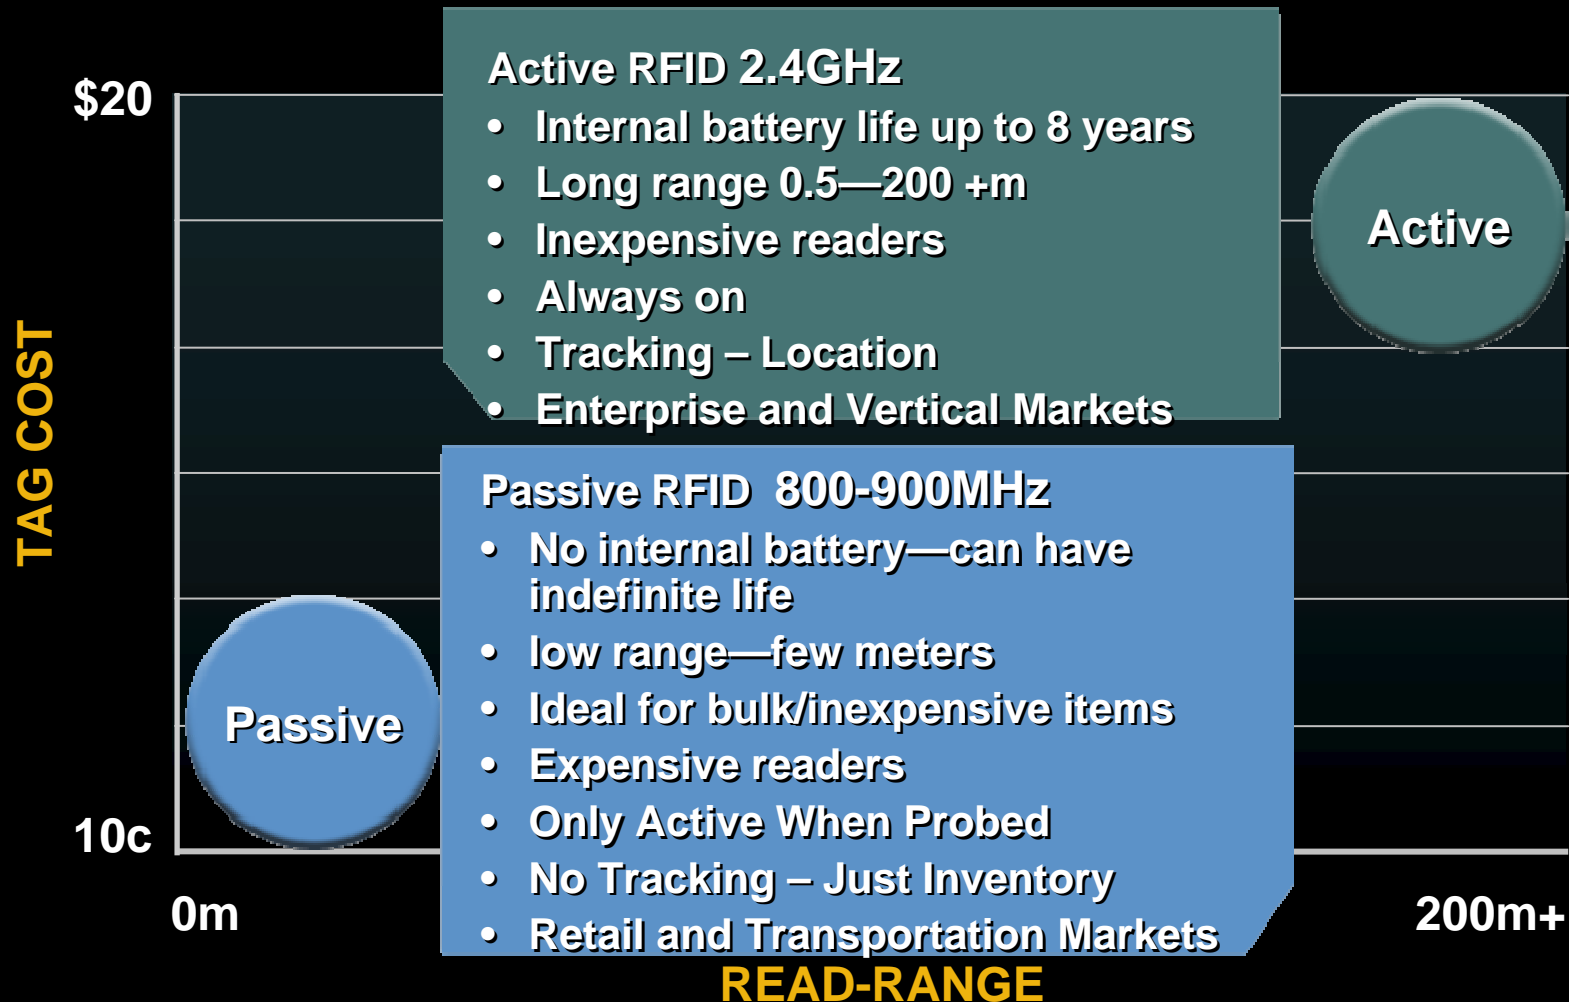 Active RFID 2.4GHz
• Internal battery life up to 8 years
• Long range 0.5—200 +m
• Inexpensive readers
• Always on
• Tracking – Location
• Enterprise and Vertical Markets
$20
Active
TAG COST
Passive RFID 800-900MHz
• No internal battery—can have
indefinite life
• low range—few meters
• Ideal for bulk/inexpensive items
• Expensive readers
• Only Active When Probed
• No Tracking – Just Inventory
• Retail and Transportation Markets
Passive
10c
0m
200m+
READ-RANGE